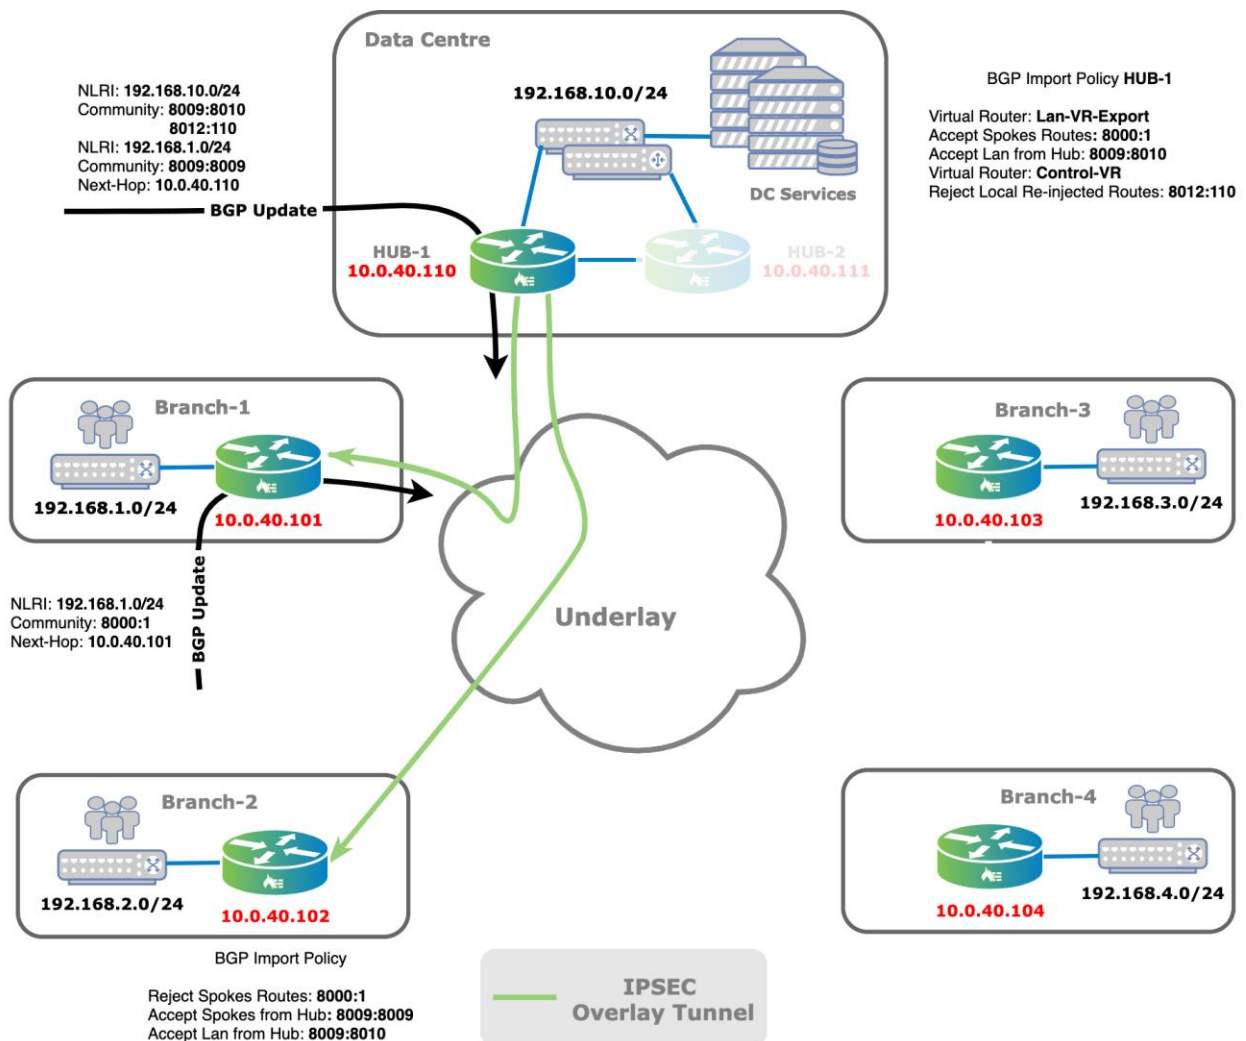 Data Centre
NLRI: 192.168.10.0/24
Community: 8009:8010
8012:110
NLRI: 192.168.1.0/24
Community: 8009:8009
Next-Hop: 10.0.40.110
BGP Update
192.168.10.0/24
DC Services
HUB-1
10.0.40.110
HUB-2
10.0.40.111
BGP Import Policy HUB-1
Virtual Router: Lan-VR-Export
Accept Spokes Routes: 8000:1
Accept Lan from Hub: 8009:8010
Virtual Router: Control-VR
Reject Local Re-injected Routes: 8012:110
Branch-1
192.168.1.0/24
10.0.40.101
Branch-3
10.0.40.103
192.168.3.0/24
NLRI: 192.168.1.0/24
Community: 8000:1
Next-Hop: 10.0.40.101
BGP Update
Underlay
Branch-2
192.168.2.0/24
10.0.40.102
Branch-4
10.0.40.104
192.168.4.0/24
BGP Import Policy
Reject Spokes Routes: 8000:1
Accept Spokes from Hub: 8009:8009
Accept Lan from Hub: 8009:8010
IPSEC
Overlay Tunnel